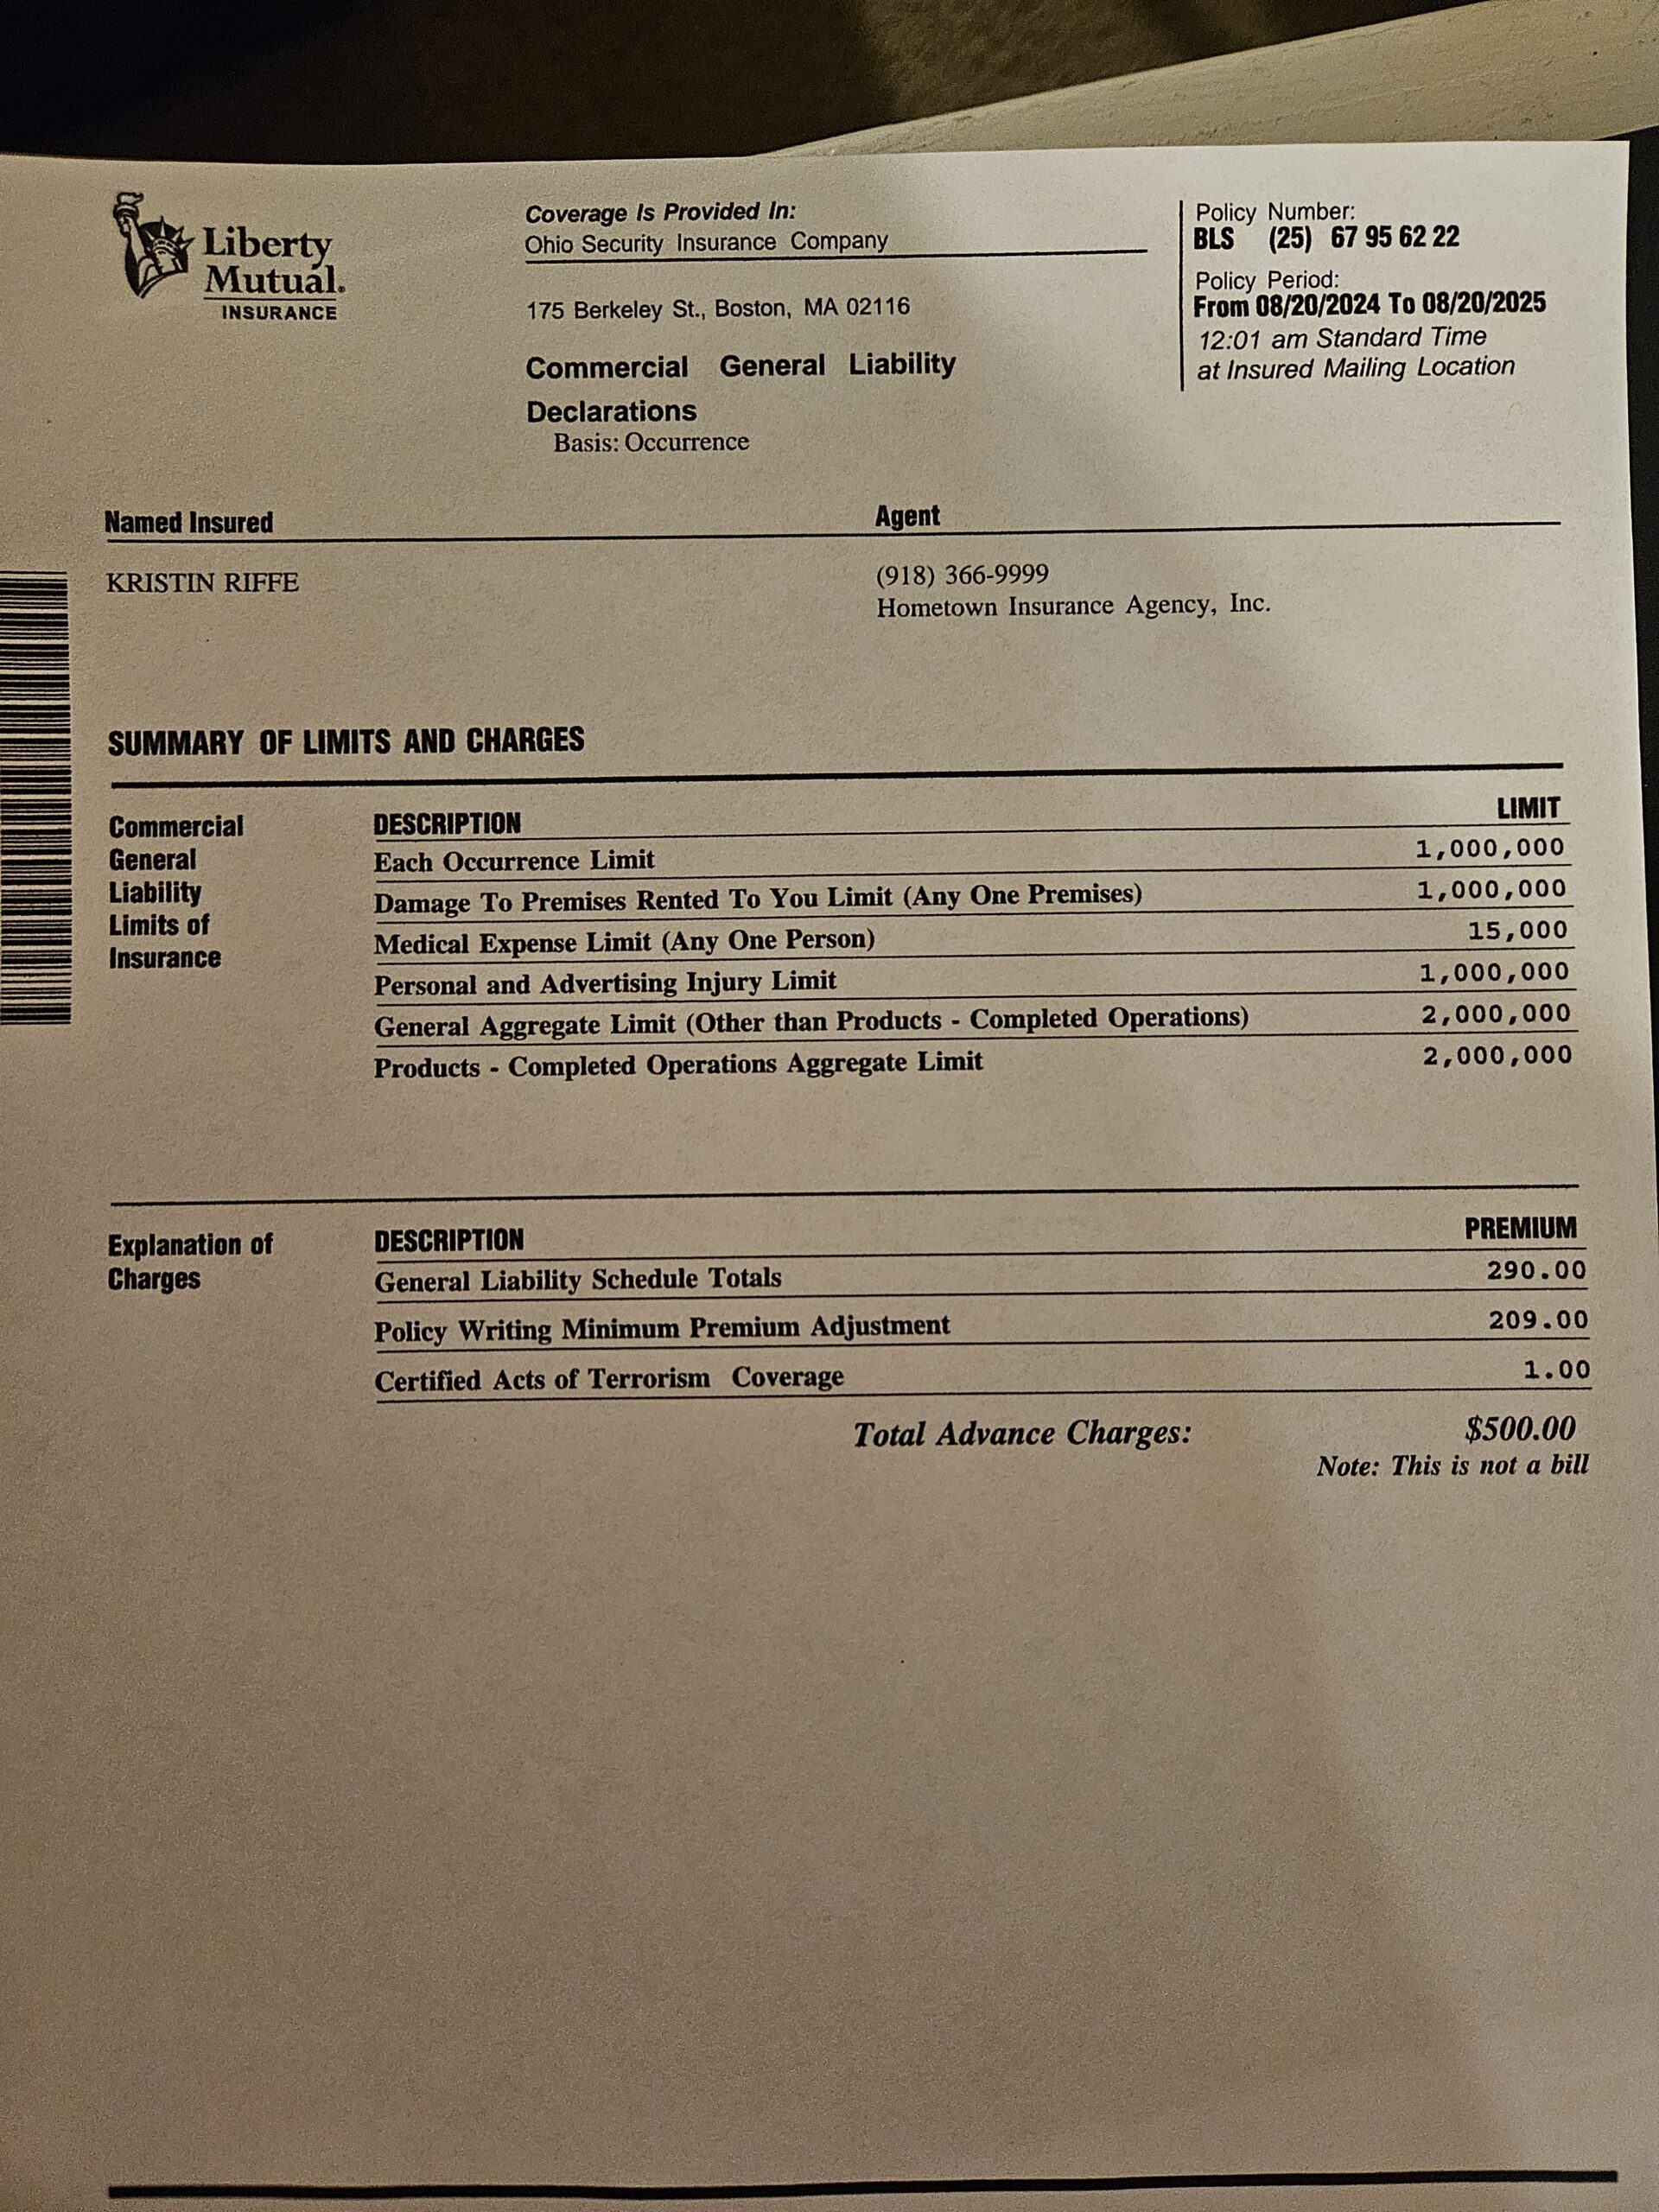 Liberty
Mutual.
INSURANCE
Coverage Is Provided In:
Ohio Security Insurance Company
175 Berkeley St., Boston, MA 02116
Commercial General Liability
Declarations
Basis: Occurrence
Policy Number:
BLS (25) 67 95 62 22
Policy Period:
From 08/20/2024 To 08/20/2025
12:01 am Standard Time
at Insured Mailing Location
Named Insured
Agent
KRISTIN RIFFE
(918) 366-9999
Hometown Insurance Agency, Inc.
SUMMARY OF LIMITS AND CHARGES
Commercial
General
Liability
Limits of
Insurance
DESCRIPTION LIMIT
Each Occurrence Limit 1,000,000
Damage To Premises Rented To You Limit (Any One Premises) 1,000,000
Medical Expense Limit (Any One Person) 15,000
Personal and Advertising Injury Limit 1,000,000
General Aggregate Limit (Other than Products - Completed Operations) 2,000,000
Products - Completed Operations Aggregate Limit 2,000,000
Explanation of
Charges
DESCRIPTION PREMIUM
General Liability Schedule Totals 290.00
Policy Writing Minimum Premium Adjustment 209.00
Certified Acts of Terrorism Coverage 1.00
Total Advance Charges: $500.00
Note: This is not a bill